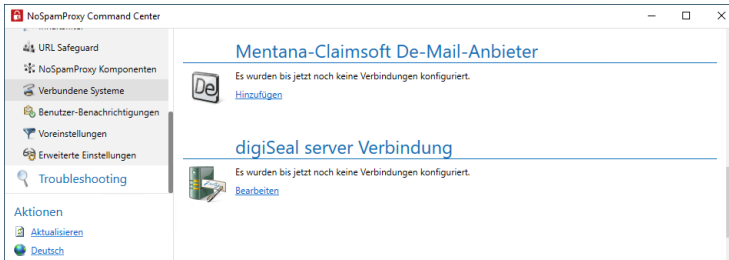 NoSpamProxy Command Center
URL Safeguard
NoSpamProxy Komponenten
Verbundene Systeme
Benutzer-Benachrichtigungen
Voreinstellungen
Erweiterte Einstellungen
Troubleshooting
Aktionen
Aktualisieren
Deutsch
Mentana-Claimsoft De-Mail-Anbieter
Es wurden bis jetzt noch keine Verbindungen konfiguriert.
De
Hinzufügen
digiSeal server Verbindung
Es wurden bis jetzt noch keine Verbindungen konfiguriert.
Bearbeiten